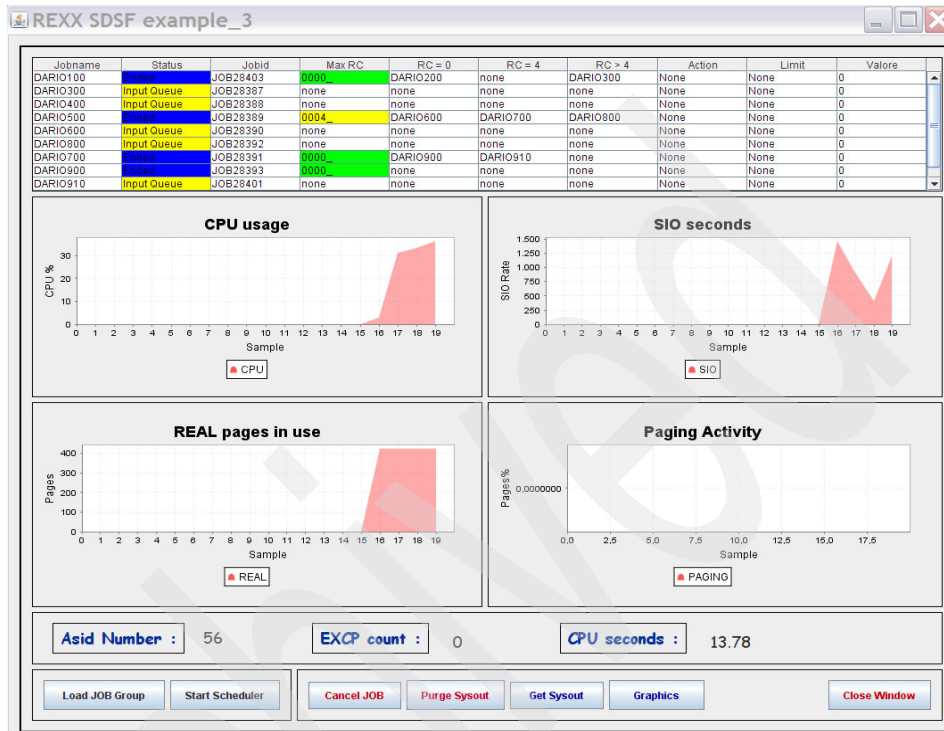 REXX SDSF example_3
Jobname Status Jobid Max RC RC = 0 RC = 4 RC > 4 Action Limit Valore
DARIO100 Ended JOB28403 0000_ DARIO200 none DARIO300 None None 0
DARIO300 Input Queue JOB28387 none none none none None None 0
DARIO400 Input Queue JOB28388 none none none none None None 0
DARIO500 Ended JOB28389 0004_ DARIO600 DARIO700 DARIO800 None None 0
DARIO600 Input Queue JOB28390 none none none none None None 0
DARIO800 Input Queue JOB28392 none none none none None None 0
DARIO700 Ended JOB28391 0000_ DARIO900 DARIO910 none None None 0
DARIO900 Ended JOB28393 0000_ none none none None None 0
DARIO910 Input Queue JOB28401 none none none none None None 0
CPU usage
CPU %
30
20
10
0
0 1 2 3 4 5 6 7 8 9 10 11 12 13 14 15 16 17 18 19
Sample
CPU
SIO seconds
SIO Rate
1.500
1.250
1.000
750
500
250
0
0 1 2 3 4 5 6 7 8 9 10 11 12 13 14 15 16 17 18 19
Sample
SIO
REAL pages in use
Pages
400
300
200
100
0
0 1 2 3 4 5 6 7 8 9 10 11 12 13 14 15 16 17 18 19
Sample
REAL
Paging Activity
Pages%
0,0000000
0,0 2,5 5,0 7,5 10,0 12,5 15,0 17,5
Sample
PAGING
Asid Number : 56 EXCP count : 0 CPU seconds : 13.78
Load JOB Group Start Scheduler Cancel JOB Purge Sysout Get Sysout Graphics Close Window